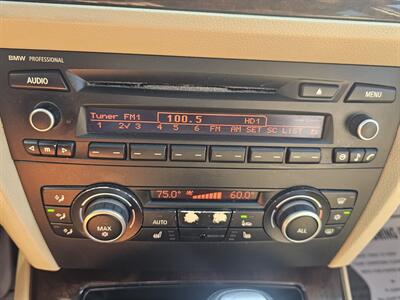 BMW PROFESSIONAL
AUDIO
MENU
Tuner FM1
100.5
HD1
1 2✓ 3 4 5 6 FM AM SET SC LIST
m
75.0°
60.0
MAX
AUTO
ALL